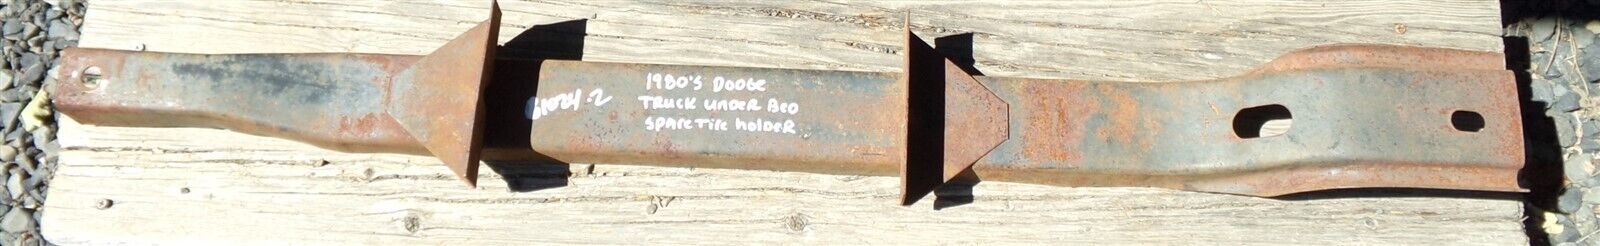 1980's Dodge
Truck Under Bed
Spare Tire holder